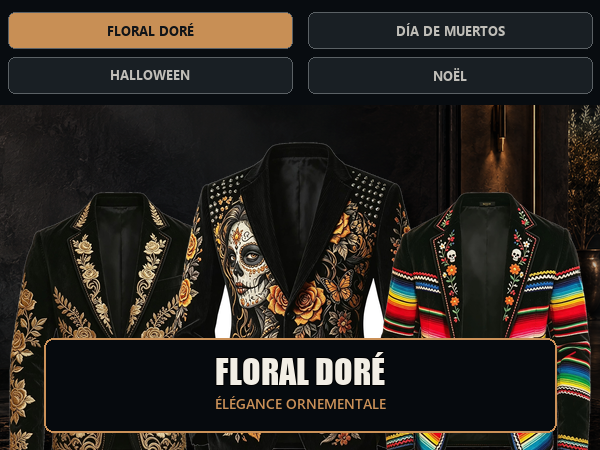 FLORAL DORÉ
DÍA DE MUERTOS
HALLOWEEN
NOËL
FLORAL DORÉ
ÉLÉGANCE ORNEMENTALE